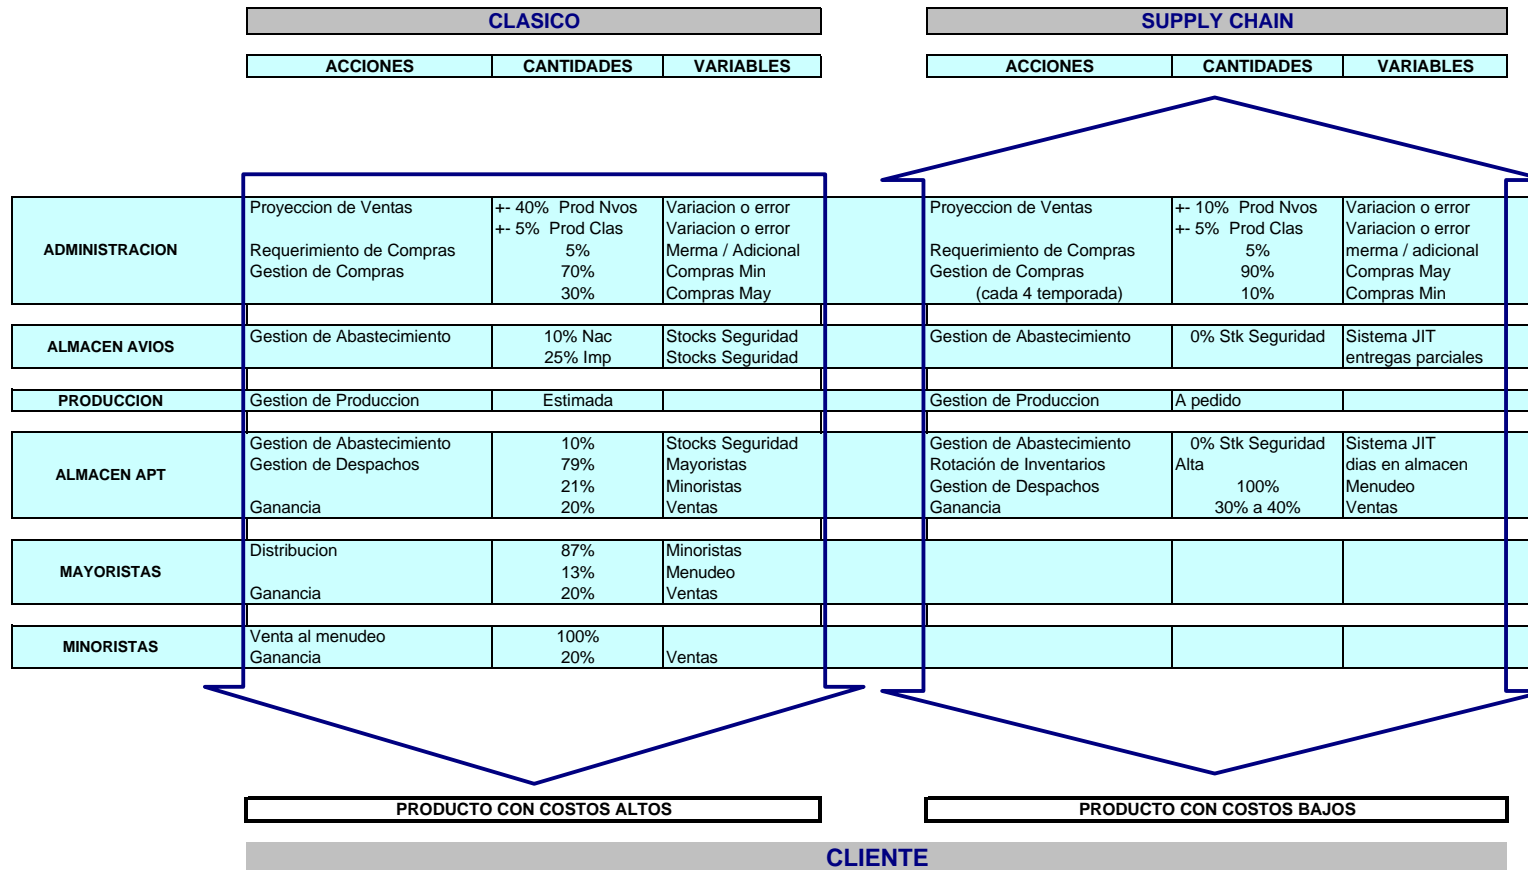 CLASICO SUPPLY CHAIN
ACCIONES CANTIDADES VARIABLES ACCIONES CANTIDADES VARIABLES
Proyeccion de Ventas +- 40% Prod Nvos Variacion o error Proyeccion de Ventas +- 10% Prod Nvos Variacion o error
+- 5% Prod Clas Variacion o error +- 5% Prod Clas Variacion o error
ADMINISTRACION Requerimiento de Compras 5% Merma / Adicional Requerimiento de Compras 5% merma / adicional
Gestion de Compras 70% Compras Min Gestion de Compras 90% Compras May
30% Compras May (cada 4 temporada) 10% Compras Min
ALMACEN AVIOS Gestion de Abastecimiento 10% Nac Stocks Seguridad Gestion de Abastecimiento 0% Stk Seguridad Sistema JIT
25% Imp Stocks Seguridad entregas parciales
PRODUCCION Gestion de Produccion Estimada Gestion de Produccion A pedido
Gestion de Abastecimiento 10% Stocks Seguridad Gestion de Abastecimiento 0% Stk Seguridad Sistema JIT
ALMACEN APT Gestion de Despachos 79% Mayoristas Rotación de Inventarios Alta dias en almacen
21% Minoristas Gestion de Despachos 100% Menudeo
Ganancia 20% Ventas Ganancia 30% a 40% Ventas
Distribucion 87% Minoristas
MAYORISTAS 13% Menudeo
Ganancia 20% Ventas
MINORISTAS Venta al menudeo 100%
Ganancia 20% Ventas
PRODUCTO CON COSTOS ALTOS PRODUCTO CON COSTOS BAJOS
CLIENTE